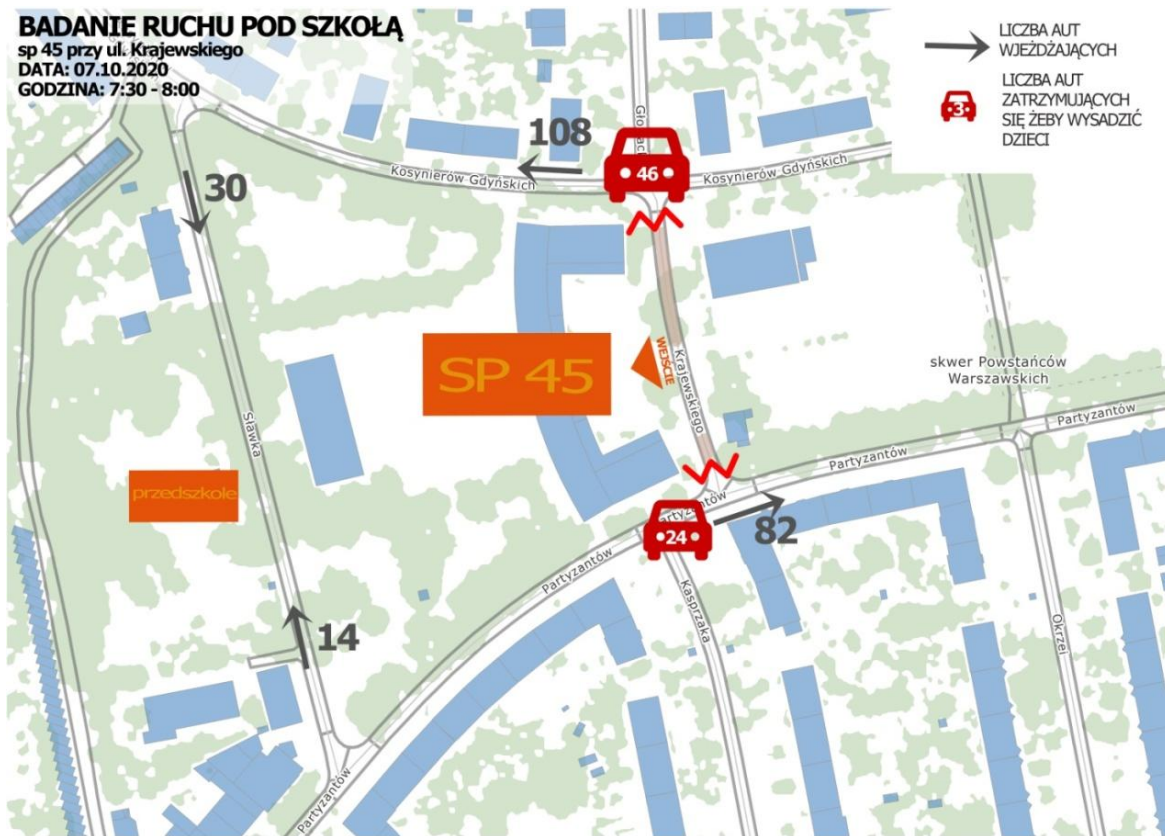 BADANIE RUCHU POD SZKOŁĄ
sp 45 przy ul. Krajewskiego
DATA: 07.10.2020
GODZINA: 7:30 - 8:00
LICZBA AUT
WJEŻDŻAJĄCYCH
3
LICZBA AUT
ZATRZYMUJĄCYCH
SIĘ ŻEBY WYSADZIĆ
DZIECI
108
46
Kosynierów Gdyńskich
Kosynierów Gdyńskich
30
SP 45
WEJŚCIE
Krajewskiego
skwer Powstańców
Warszawskich
Partyzantów
Partyzantów
Sławka
przedszkole
24
82
Partyzantów
Kasprzaka
Okrzei
14
Partyzantów